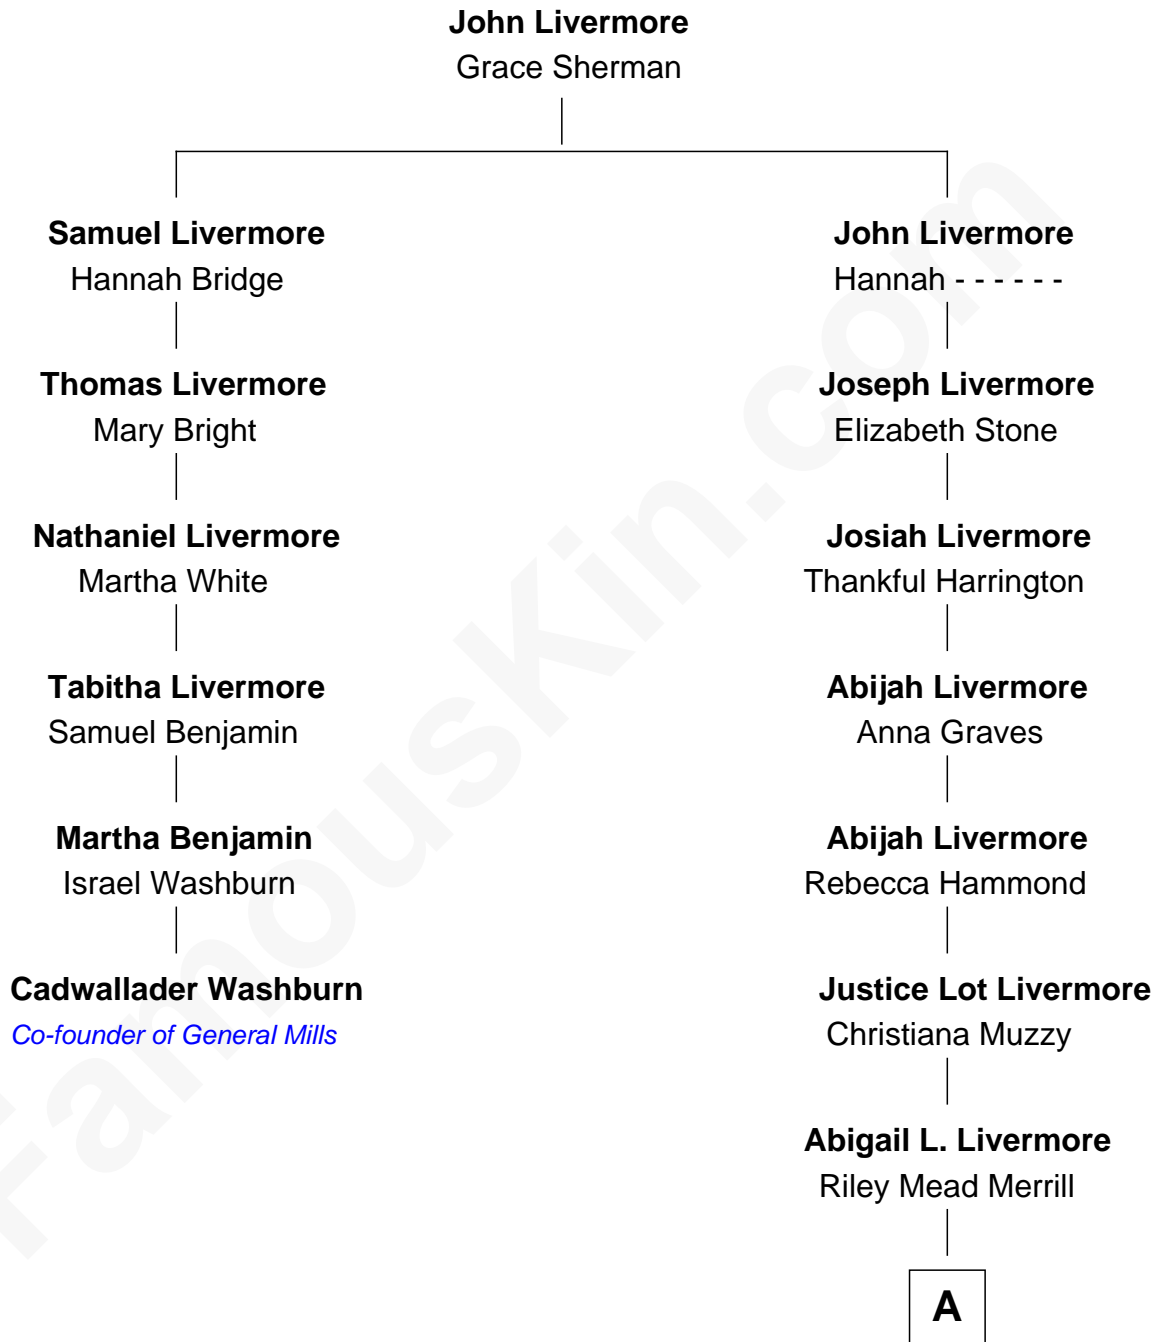 John Livermore
Grace Sherman
Samuel Livermore
Hannah Bridge
Thomas Livermore
Mary Bright
Nathaniel Livermore
Martha White
Tabitha Livermore
Samuel Benjamin
Martha Benjamin
Israel Washburn
Cadwallader Washburn
Co-founder of General Mills
John Livermore
Hannah - - - - - -
Joseph Livermore
Elizabeth Stone
Josiah Livermore
Thankful Harrington
Abijah Livermore
Anna Graves
Abijah Livermore
Rebecca Hammond
Justice Lot Livermore
Christiana Muzzy
Abigail L. Livermore
Riley Mead Merrill
A
FamousKin.com